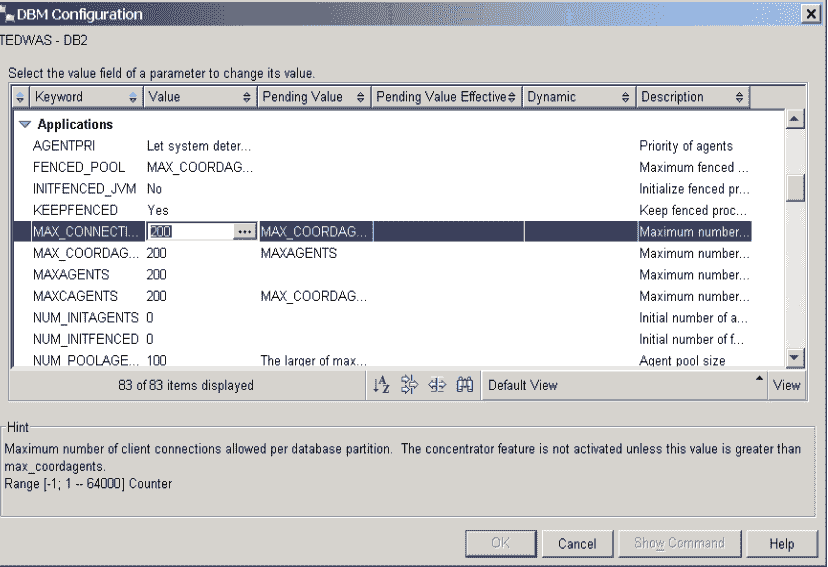 DBM Configuration
TEDWAS - DB2
Select the value field of a parameter to change its value.
Keyword Value Pending Value Pending Value Effective Dynamic Description
Applications
AGENTPRI Let system deter... Priority of agents
FENCED_POOL MAX_COORDAG... Maximum fenced ...
INITFENCED_JVM No Initialize fenced pr...
KEEPFENCED Yes Keep fenced proc...
MAX_CONNECTI... 200 ... MAX_COORDAG... Maximum number...
MAX_COORDAG... 200 MAXAGENTS Maximum number...
MAXAGENTS 200 Maximum number...
MAXCAGENTS 200 MAX_COORDAG... Maximum number...
NUM_INITAGENTS 0 Initial number of a...
NUM_INITFENCED 0 Initial number of f...
NUM_POOLAGE... 100 The larger of max... Agent pool size
83 of 83 items displayed Default View View
Hint
Maximum number of client connections allowed per database partition. The concentrator feature is not activated unless this value is greater than
max_coordagents.
Range [-1; 1 -- 64000] Counter
OK Cancel Show Command Help